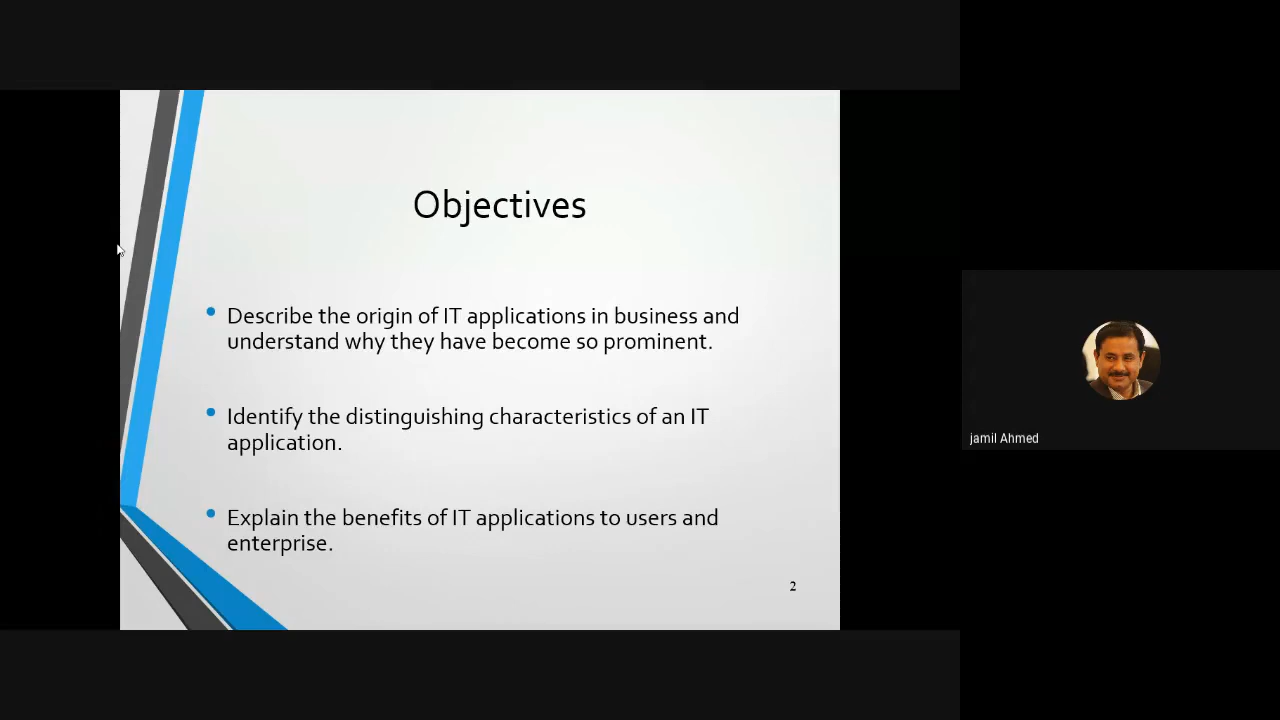 Objectives
• Describe the origin of IT applications in business and
understand why they have become so prominent.
• Identify the distinguishing characteristics of an IT
application.
• Explain the benefits of IT applications to users and
enterprise.
2
jamil Ahmed